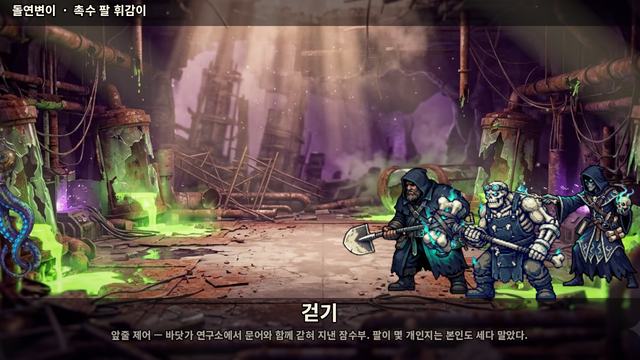 돌연변이 · 촉수 팔 휘감이
걷기
앞줄 제어 — 바닷가 연구소에서 문어와 함께 갇혀 지낸 잠수부. 팔이 몇 개인지는 본인도 세다 말았다.